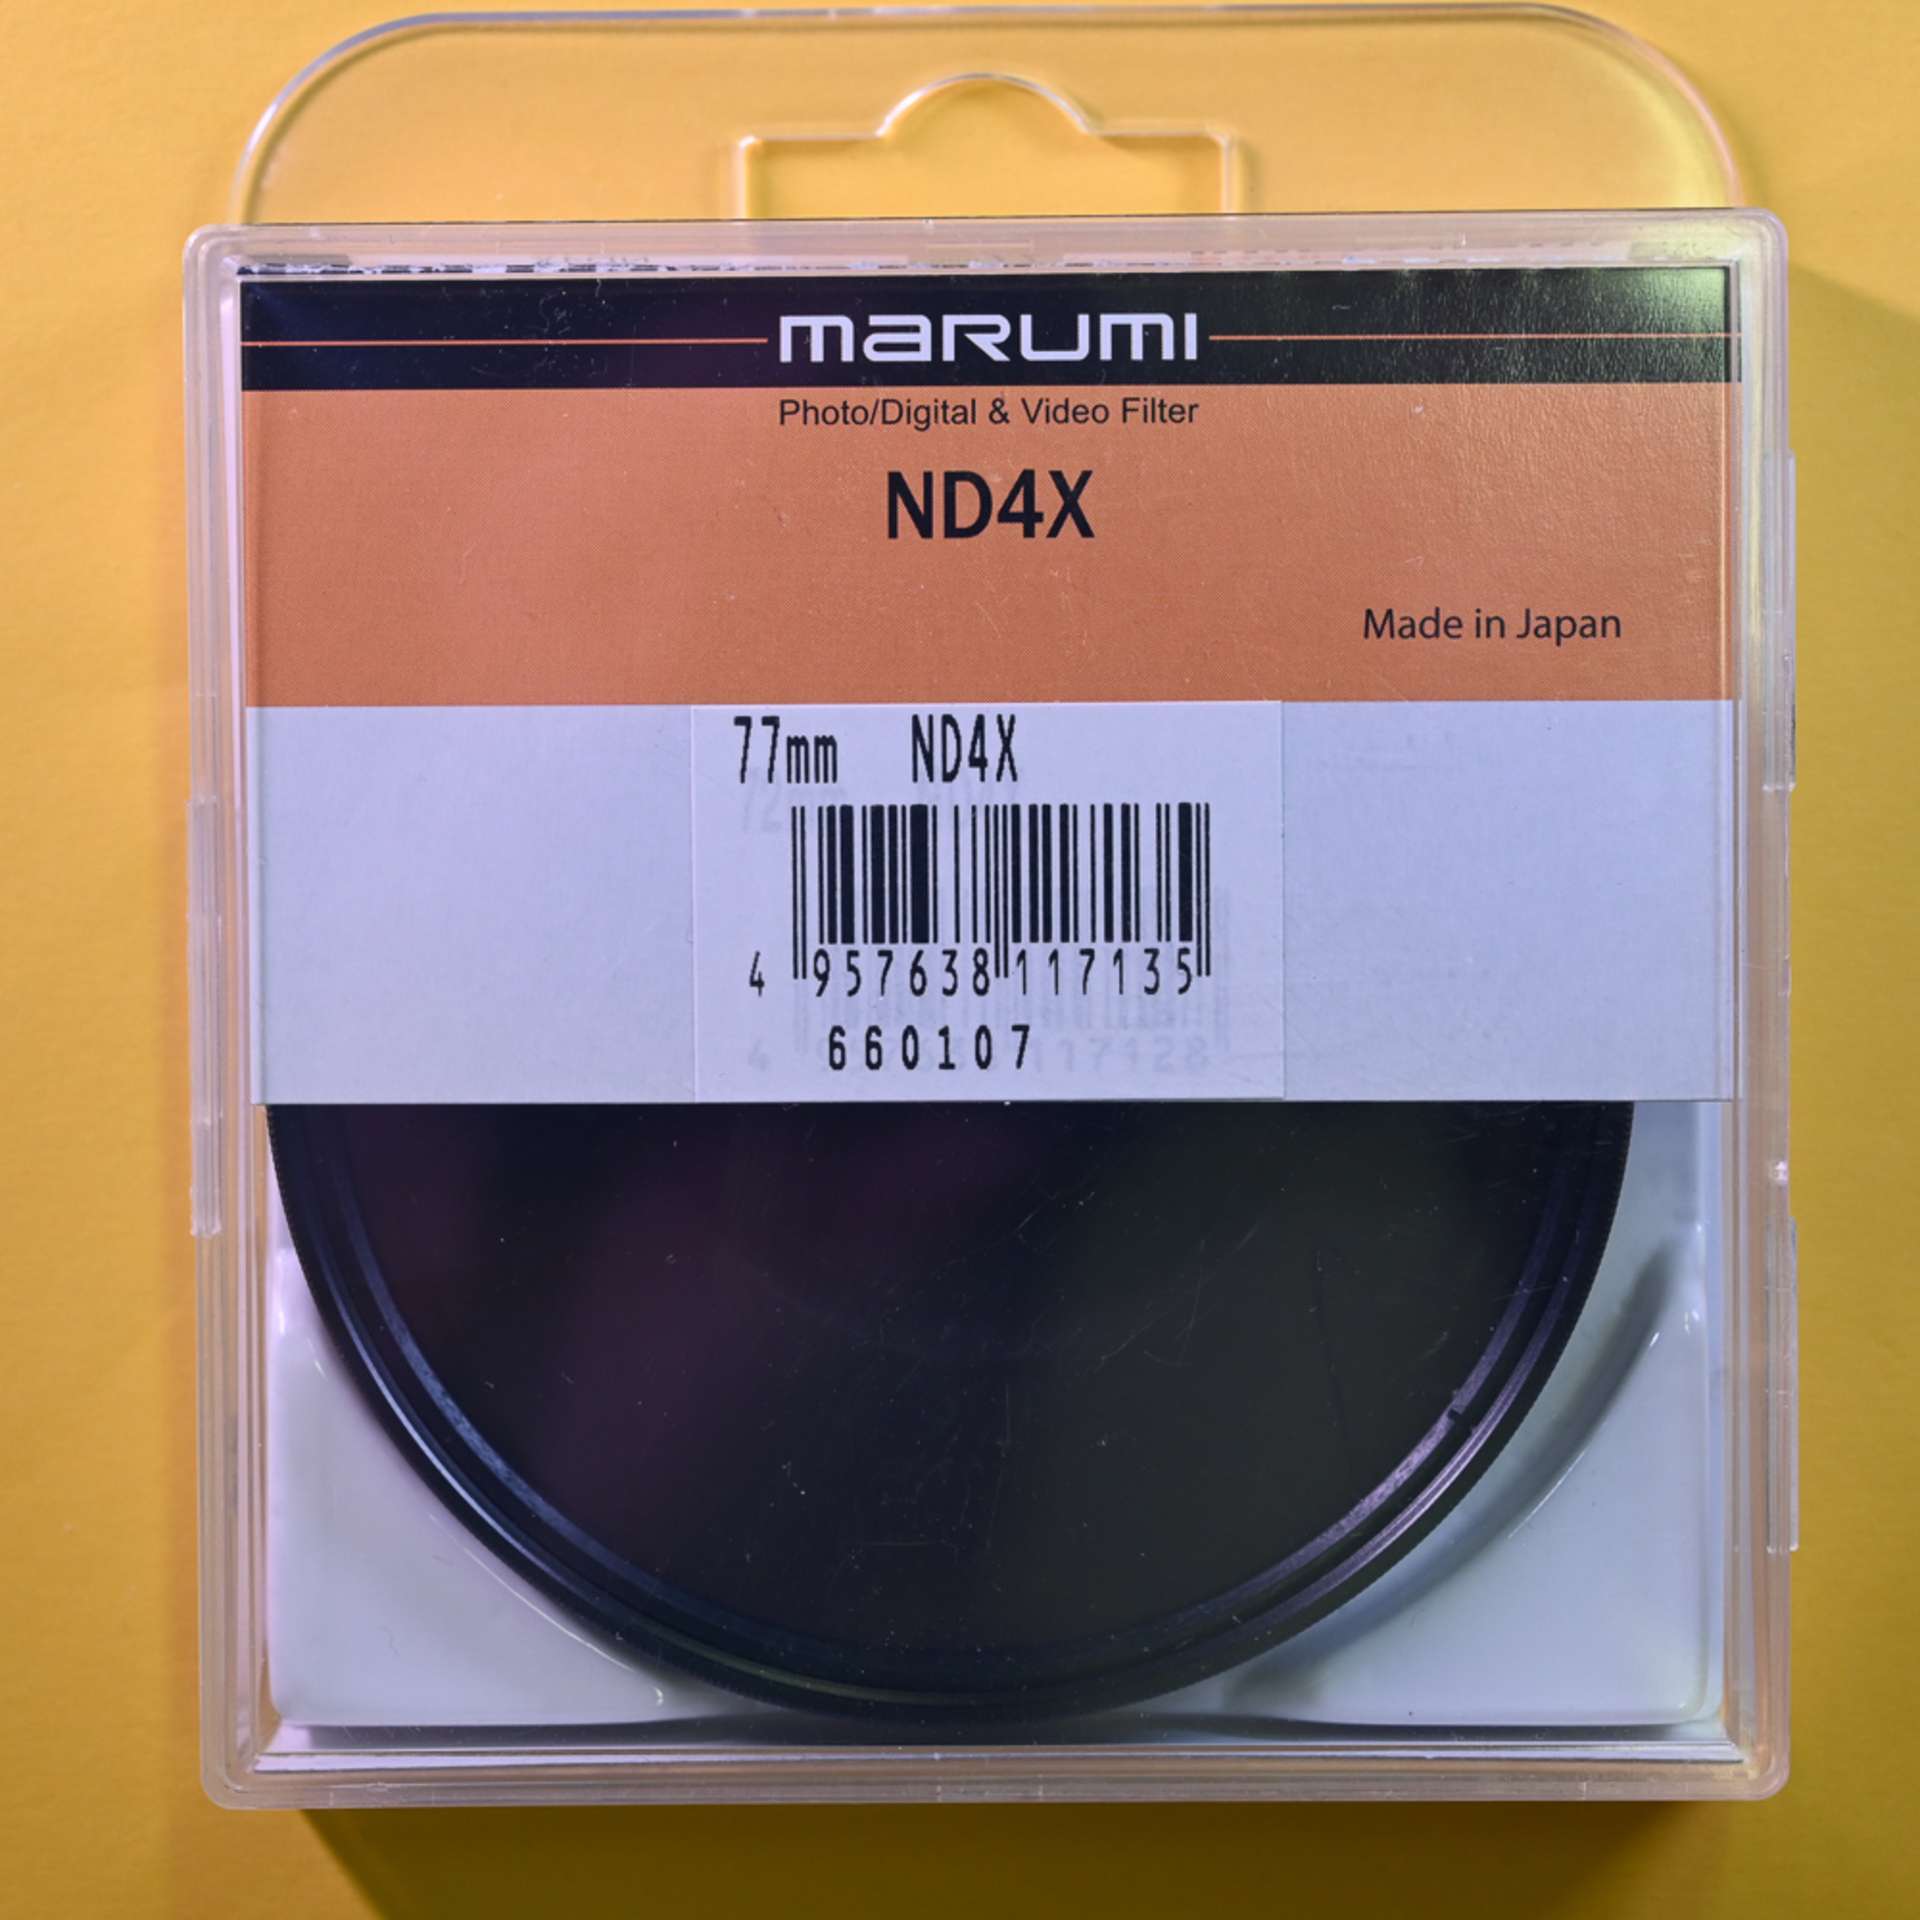 marumi
Photo/Digital & Video Filter
ND4X
Made in Japan
77mm ND4X
4 957638 117135
660107